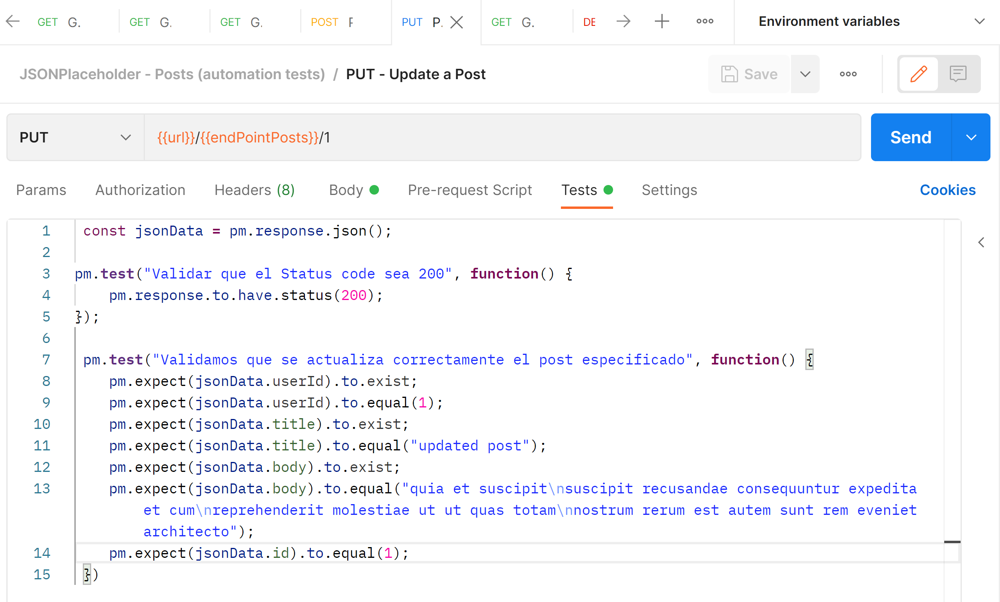 GET G. GET G. GET G. POST P PUT P. GET G. DE Environment variables
JSONPlaceholder - Posts (automation tests) / PUT - Update a Post Save
PUT {{url}}/{{endPointPosts}}/1 Send
Params Authorization Headers (8) Body Pre-request Script Tests Settings Cookies
1 const jsonData = pm.response.json();
2
3 pm.test("Validar que el Status code sea 200", function() {
4 pm.response.to.have.status(200);
5 });
6
7 pm.test("Validamos que se actualiza correctamente el post especificado", function() {
8 pm.expect(jsonData.userId).to.exist;
9 pm.expect(jsonData.userId).to.equal(1);
10 pm.expect(jsonData.title).to.exist;
11 pm.expect(jsonData.title).to.equal("updated post");
12 pm.expect(jsonData.body).to.exist;
13 pm.expect(jsonData.body).to.equal("quia et suscipit\nsuscipit recusandae consequuntur expedita
et cum\nreprehenderit molestiae ut ut quas totam\nnostrum rerum est autem sunt rem eveniet
architecto");
14 pm.expect(jsonData.id).to.equal(1);
15 })